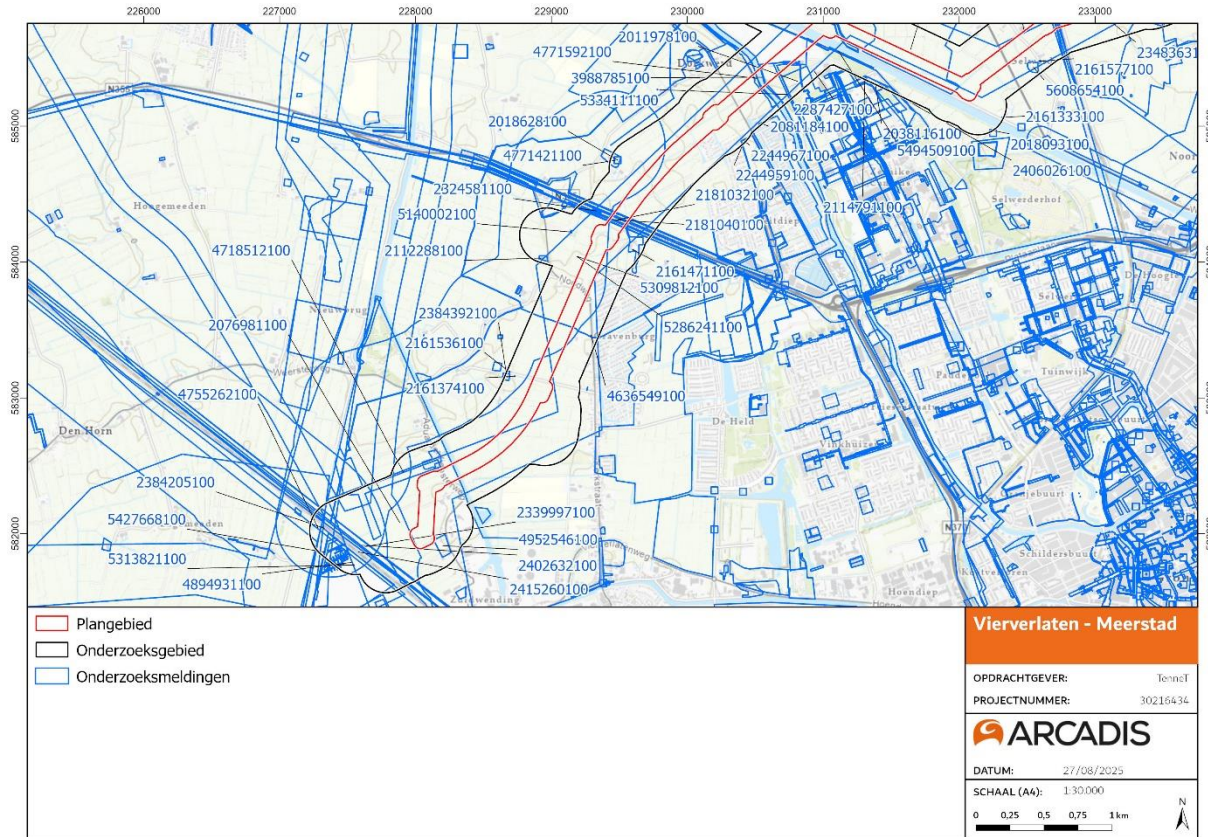 226000 227000 228000 229000 230000 231000 232000 233000
2011978100
4771592100
3988785100
5334111100
2018628100
4771421100
2324581100
5140002100
4718512100
2112288100
2384392100
2076981100
2161536100
2161374100
4755262100
2384205100
5427668100
5313821100
4894931100
2339997100
4952546100
2402632100
2415260100
4636549100
5286241100
5309812100
2161471100
2181040100
2181032100
2244959100
2244967100
2081184100
2287427100
2038116100
5494509100
2114791100
23483631
2161577100
5608654100
2161333100
2018093100
2406026100
585000
584000
583000
582000
Hoogemeeden
Den Horn
Selwerderhof
De Held
Tuinwijk
Schildersbuurt
Hoendiep
Plangebied
Onderzoeksgebied
Onderzoeksmeldingen
Vierverlaten - Meerstad
OPDRACHTGEVER: TenneT
PROJECTNUMMER: 30216434
ARCADIS
DATUM: 27/08/2025
SCHAAL (A4): 1:30.000
N
0 0,25 0,5 0,75 1 km